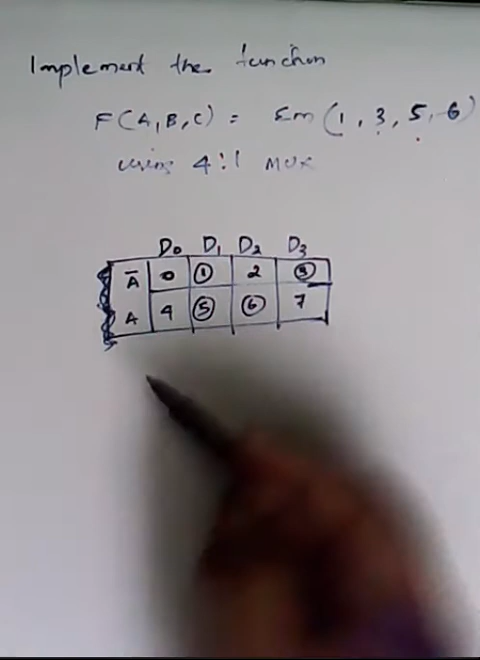 Implement the function
F(A,B,C) = Σm (1, 3, 5, 6)
using 4:1 MUX
D0 D1 D2 D3
Ā 0 1 2 3
A 4 5 6 7